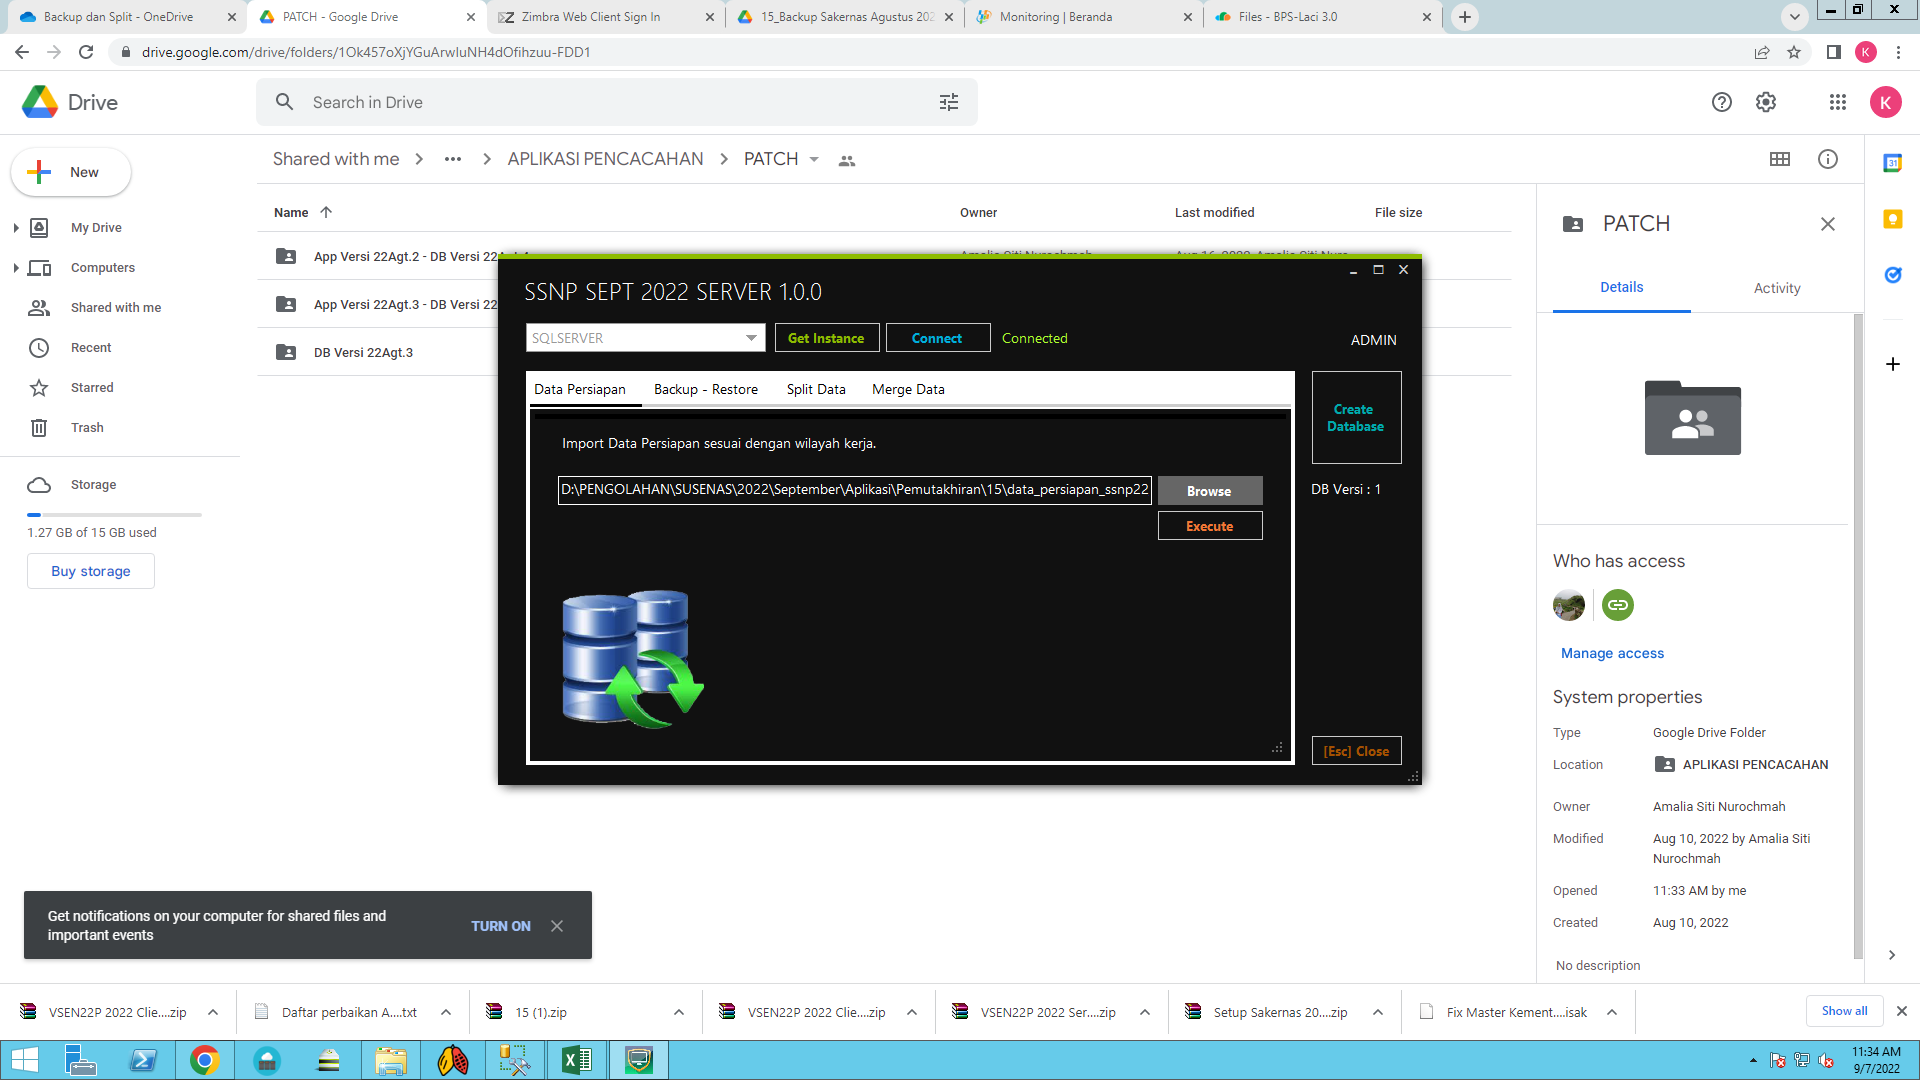 Backup dan Split - OneDrive
PATCH - Google Drive
Zimbra Web Client Sign In
15_Backup Sakernas Agustus 202
Monitoring | Beranda
Files - BPS-Laci 3.0
drive.google.com/drive/folders/1Ok457oXjYGuArwIuNH4dOfihzuu-FDD1
K
Drive
Search in Drive
K
New
Shared with me
APLIKASI PENCACAHAN
PATCH
31
My Drive
Computers
Shared with me
Recent
Starred
Trash
Storage
1.27 GB of 15 GB used
Buy storage
Name
Owner
Last modified
File size
App Versi 22Agt.2 - DB Versi 22
App Versi 22Agt.3 - DB Versi 22
DB Versi 22Agt.3
SSNP SEPT 2022 SERVER 1.0.0
SQLSERVER
Get Instance
Connect
Connected
ADMIN
Data Persiapan
Backup - Restore
Split Data
Merge Data
Create Database
Import Data Persiapan sesuai dengan wilayah kerja.
D:\PENGOLAHAN\SUSENAS\2022\September\Aplikasi\Pemutakhiran\15\data_persiapan_ssnp22
Browse
DB Versi : 1
Execute
[Esc] Close
PATCH
Details
Activity
Who has access
Manage access
System properties
Type
Google Drive Folder
Location
APLIKASI PENCACAHAN
Owner
Amalia Siti Nurochmah
Modified
Aug 10, 2022 by Amalia Siti
Nurochmah
Opened
11:33 AM by me
Created
Aug 10, 2022
No description
Get notifications on your computer for shared files and
important events
TURN ON
VSEN22P 2022 Clie....zip
Daftar perbaikan A....txt
15 (1).zip
VSEN22P 2022 Clie....zip
VSEN22P 2022 Ser....zip
Setup Sakernas 20....zip
Fix Master Kement....isak
Show all
11:34 AM
9/7/2022